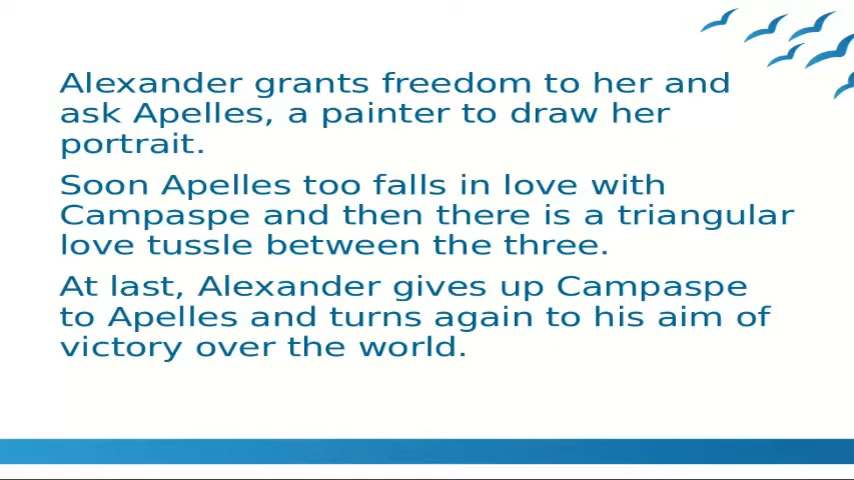 Alexander grants freedom to her and
ask Apelles, a painter to draw her
portrait.
Soon Apelles too falls in love with
Campaspe and then there is a triangular
love tussle between the three.
At last, Alexander gives up Campaspe
to Apelles and turns again to his aim of
victory over the world.